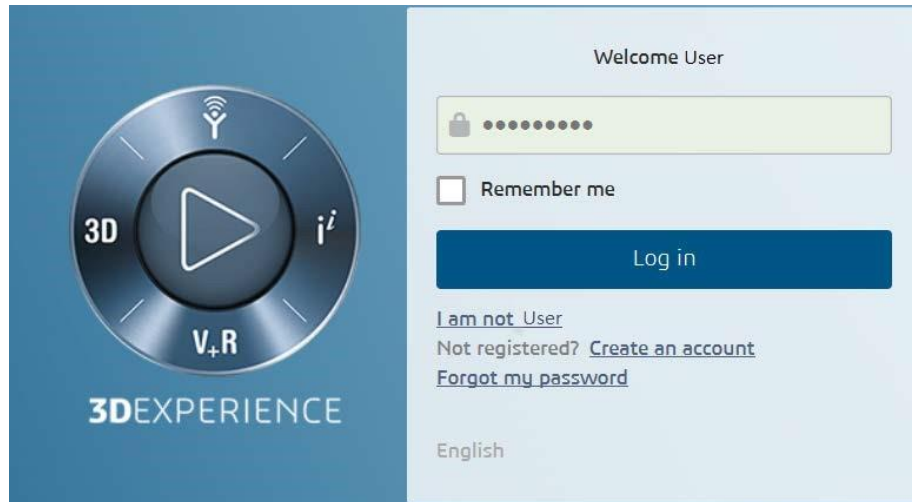 3D
i i
V+R
3DEXPERIENCE
Welcome User
•••••••••
Remember me
Log in
I am not User
Not registered? Create an account
Forgot my password
English